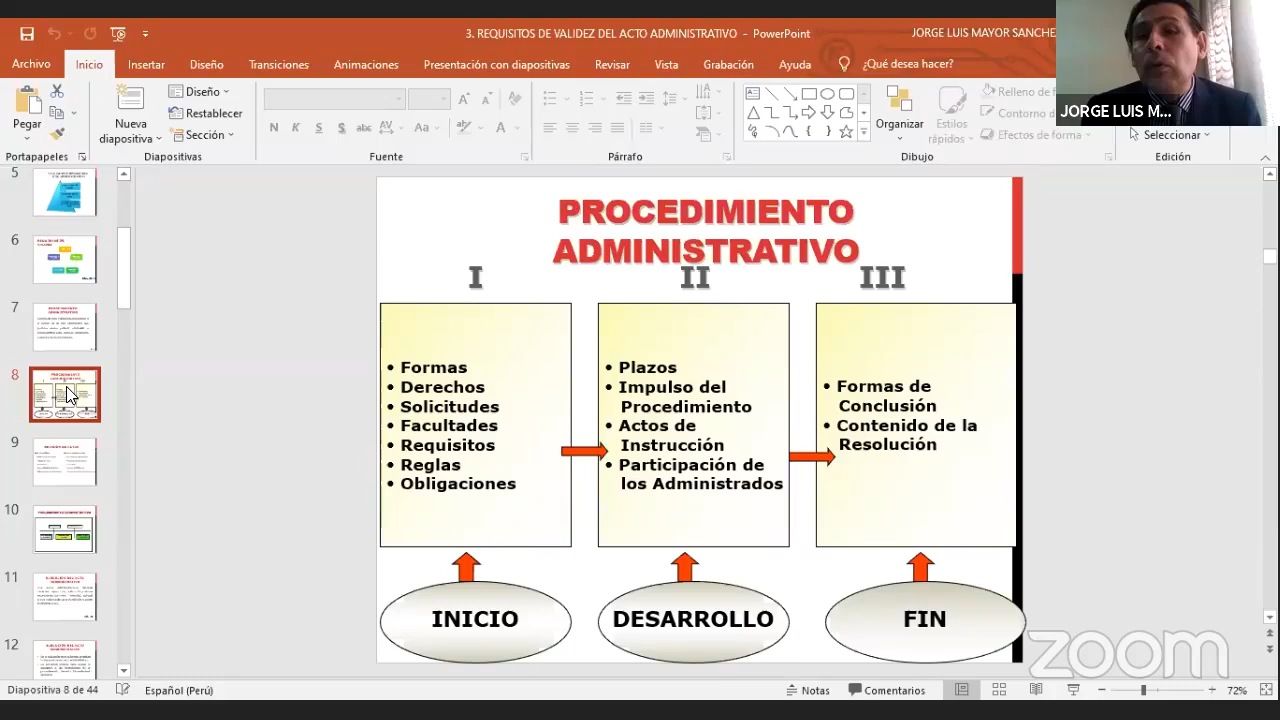 3. REQUISITOS DE VALIDEZ DEL ACTO ADMINISTRATIVO - PowerPoint
JORGE LUIS MAYOR SANCHE
Archivo
Inicio
Insertar
Diseño
Transiciones
Animaciones
Presentación con diapositivas
Revisar
Vista
Grabación
Ayuda
¿Qué desea hacer?
JORGE LUIS M...
Pegar
Nueva
diapositiva
Diseño
Restablecer
Sección
N K S S abc AV Aa A
Organizar
Estilos
rápidos
Relleno de f
Contorno d
Efectos de forma
Seleccionar
Portapapeles
Diapositivas
Fuente
Párrafo
Dibujo
Edición
5
6
7
8
9
10
11
12
PROCEDIMIENTO
ADMINISTRATIVO
I
II
III
• Formas
• Derechos
• Solicitudes
• Facultades
• Requisitos
• Reglas
• Obligaciones
• Plazos
• Impulso del
Procedimiento
• Actos de
Instrucción
• Participación de
los Administrados
• Formas de
Conclusión
• Contenido de la
Resolución
INICIO
DESARROLLO
FIN
zoom
Diapositiva 8 de 44
Español (Perú)
Notas
Comentarios
72%